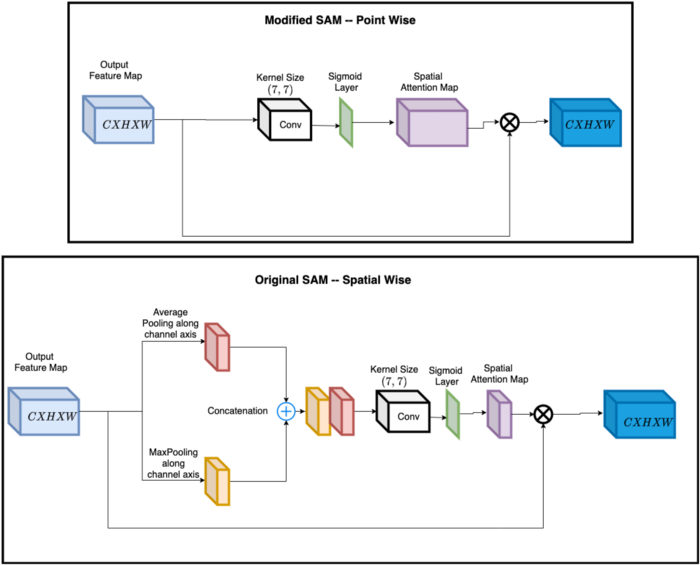 Modified SAM -- Point Wise
Output
Feature Map
CXHXW
Kernel Size
(7, 7)
Conv
Sigmoid
Layer
Spatial
Attention Map
CXHXW
Original SAM -- Spatial Wise
Output
Feature Map
CXHXW
Average
Pooling along
channel axis
MaxPooling
along
channel axis
Concatenation
Kernel Size
(7, 7)
Conv
Sigmoid
Layer
Spatial
Attention Map
CXHXW